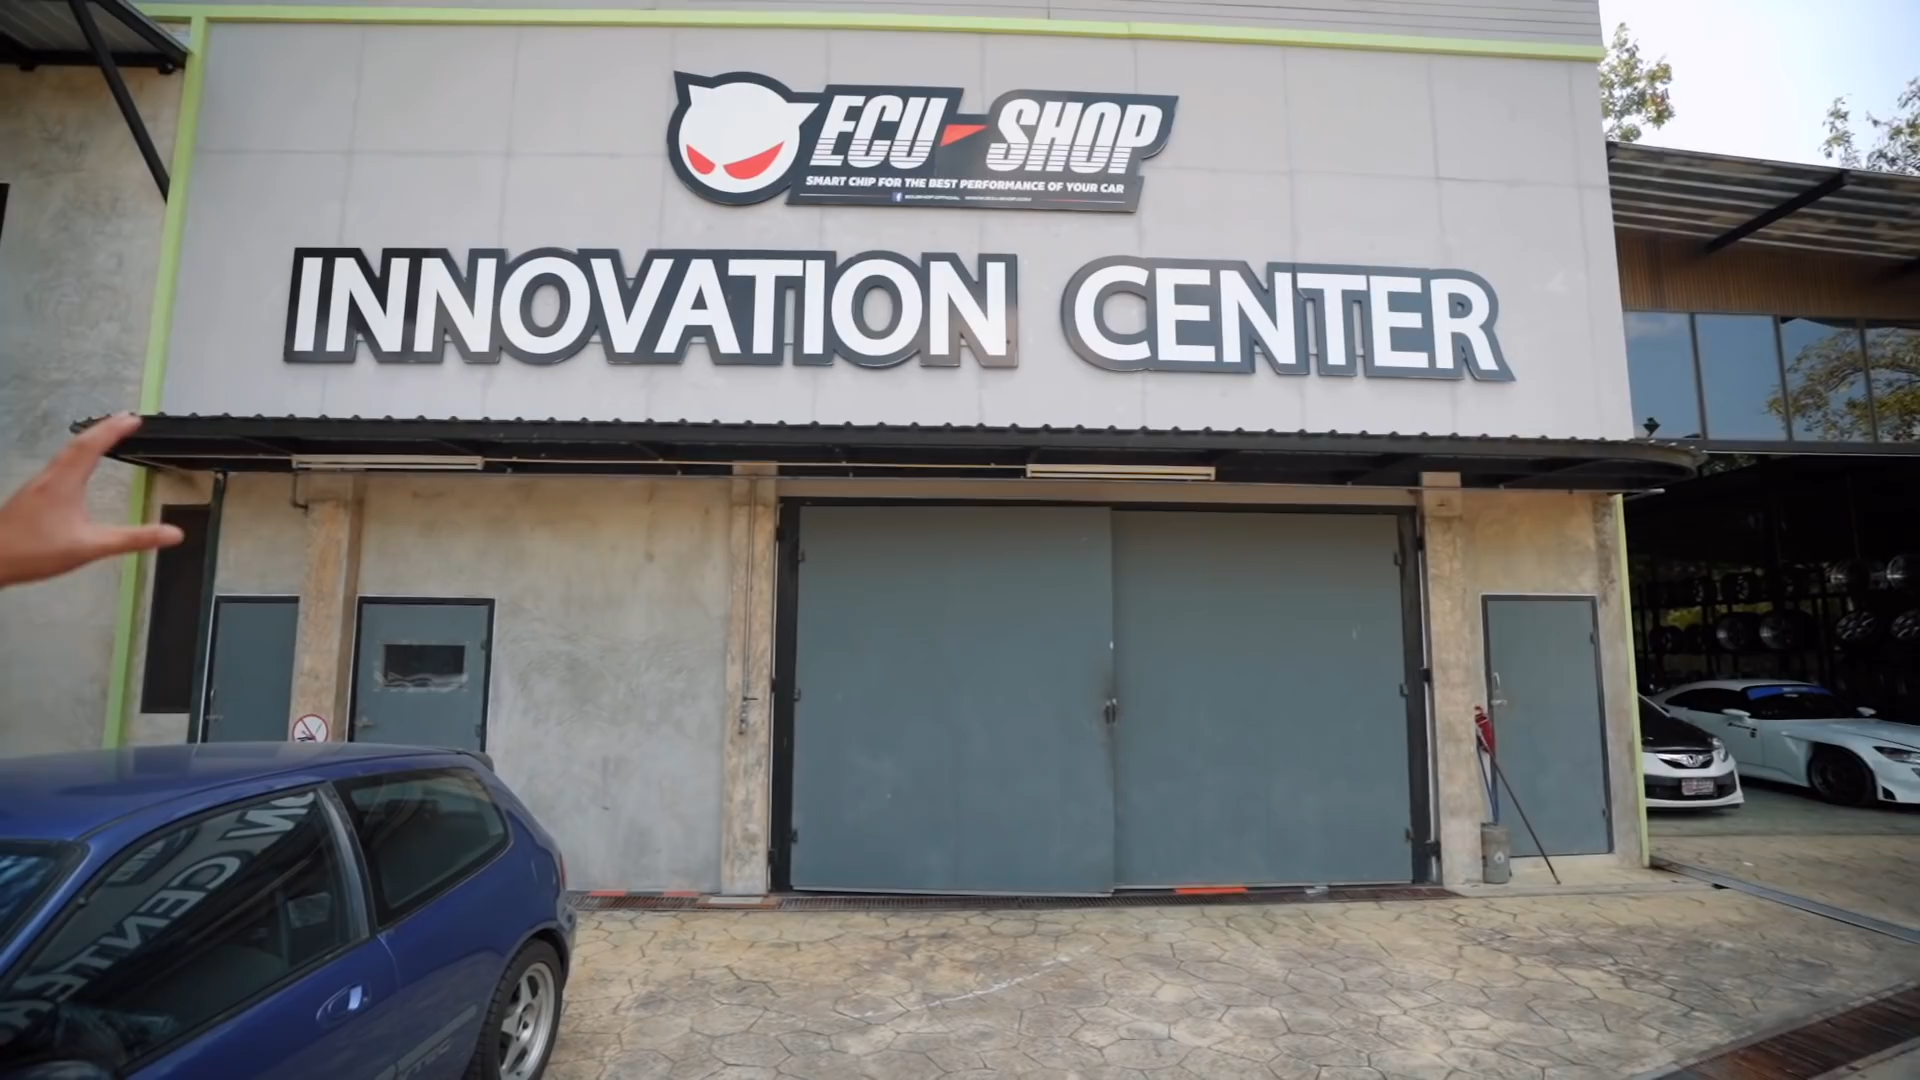 ECU-SHOP
SMART CHIP FOR THE BEST PERFORMANCE OF YOUR CAR
INNOVATION CENTER